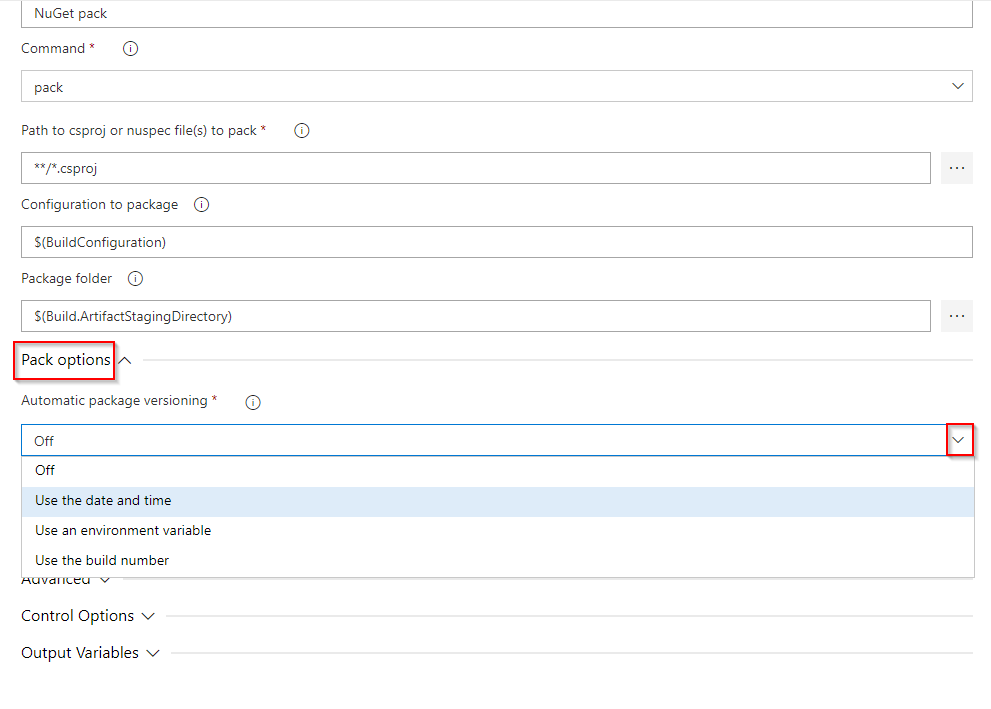 NuGet pack
Command *
pack
Path to csproj or nuspec file(s) to pack *
**/*.csproj
...
Configuration to package
$(BuildConfiguration)
Package folder
$(Build.ArtifactStagingDirectory)
...
Pack options
Automatic package versioning *
Off
Off
Use the date and time
Use an environment variable
Use the build number
Advanced
Control Options
Output Variables